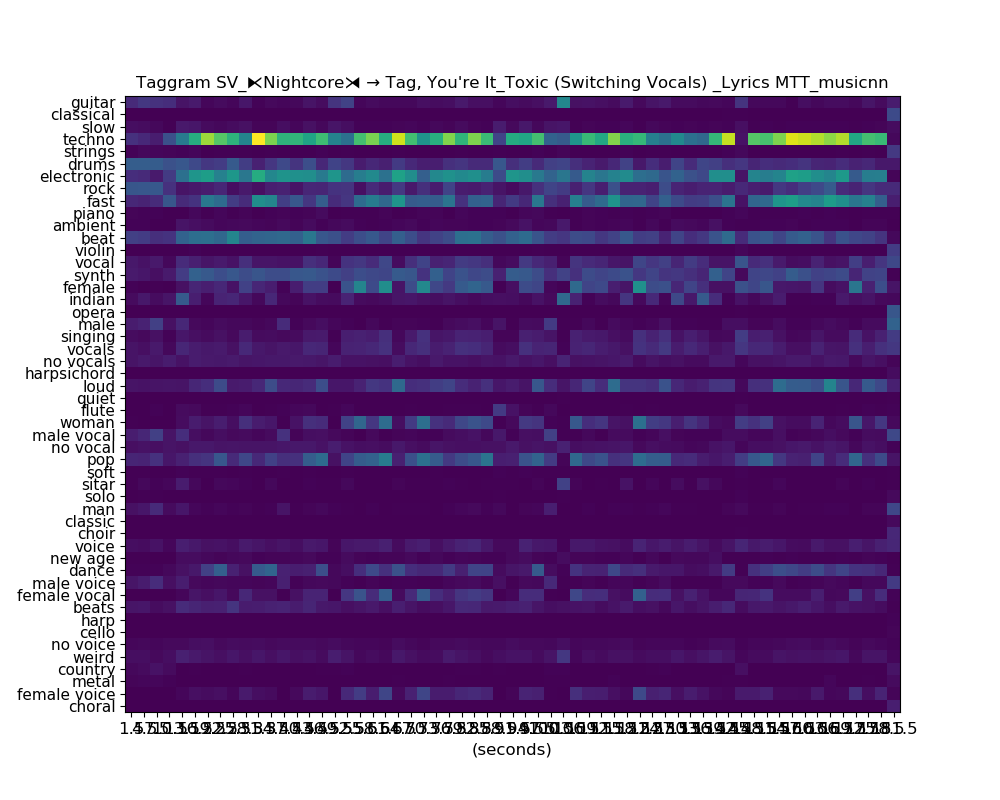 Taggram SV_⧔Nightcore⧕ → Tag, You're It_Toxic (Switching Vocals) _Lyrics MTT_musicnn
guitar
classical
slow
techno
strings
drums
electronic
rock
fast
piano
ambient
beat
violin
vocal
synth
female
indian
opera
male
singing
vocals
no vocals
harpsichord
loud
quiet
flute
woman
male vocal
no vocal
pop
soft
sitar
solo
man
classic
choir
voice
new age
dance
male voice
female vocal
beats
harp
cello
no voice
weird
country
metal
female voice
choral
(seconds)